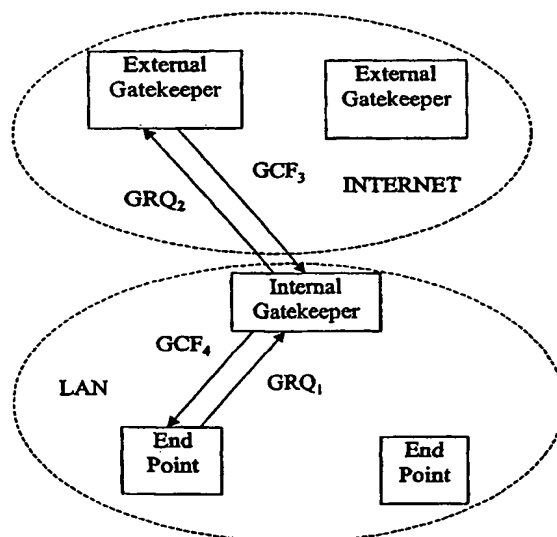 External
Gatekeeper
External
Gatekeeper
GCF₃
INTERNET
GRQ₂
Internal
Gatekeeper
GCF₄
LAN
GRQ₁
End
Point
End
Point